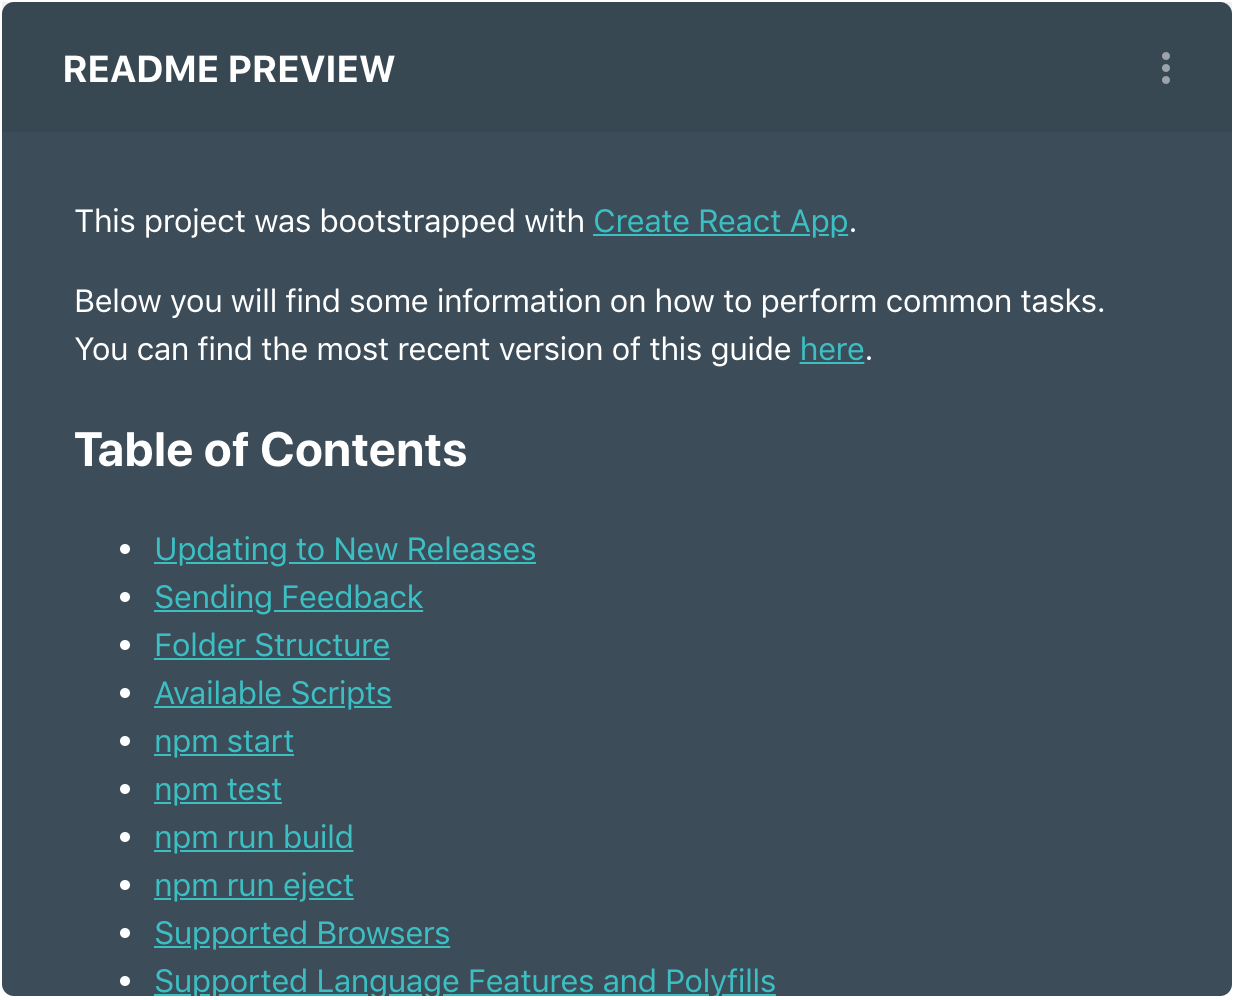 README PREVIEW
This project was bootstrapped with Create React App.
Below you will find some information on how to perform common tasks.
You can find the most recent version of this guide here.
Table of Contents
• Updating to New Releases
• Sending Feedback
• Folder Structure
• Available Scripts
• npm start
• npm test
• npm run build
• npm run eject
• Supported Browsers
• Supported Language Features and Polyfills